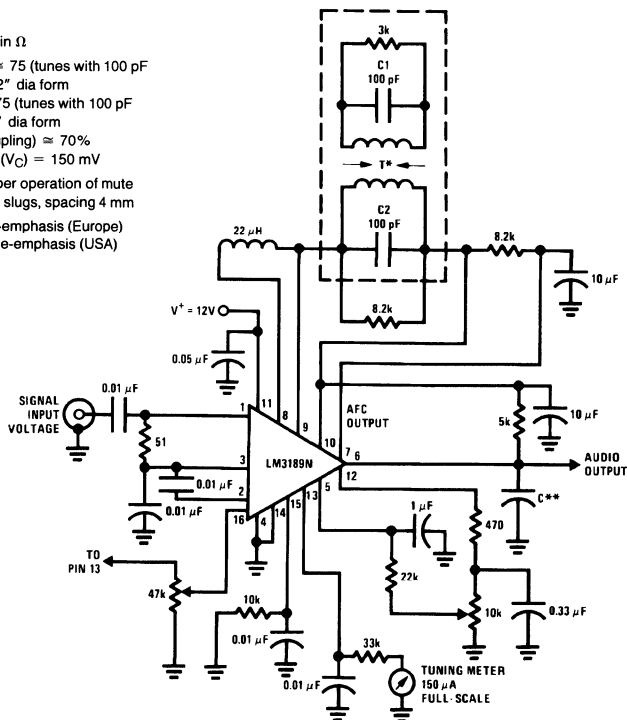 in Ω
≅ 75 (tunes with 100 pF
2″ dia form
75 (tunes with 100 pF
″ dia form
pling) ≅ 70%
(VC) = 150 mV
per operation of mute
slugs, spacing 4 mm
-emphasis (Europe)
e-emphasis (USA)
3k
C1
100 pF
T*
C2
100 pF
22 µH
8.2k
10 µF
8.2k
V+ = 12V
0.05 µF
SIGNAL
INPUT
VOLTAGE
0.01 µF
51
0.01 µF
0.01 µF
1
11
8
9
10
7
6
12
3
2
16
4
14
15
13
5
LM3189N
AFC
OUTPUT
5k
10 µF
AUDIO
OUTPUT
C**
1 µF
470
22k
10k
0.33 µF
TO
PIN 13
47k
10k
0.01 µF
33k
0.01 µF
TUNING METER
150 µA
FULL-SCALE